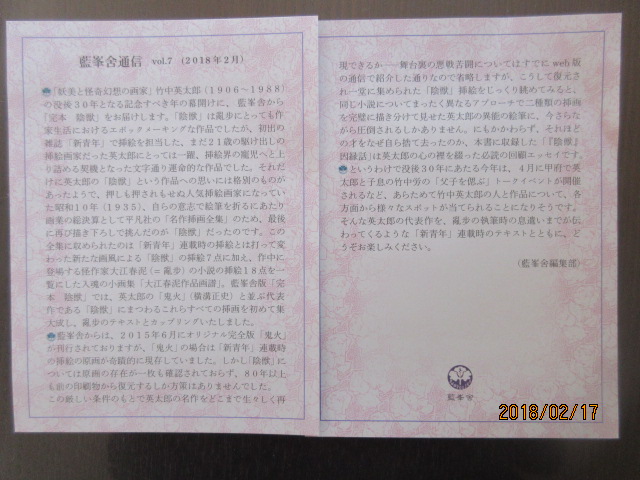 藍峯舎通信 vol.7 (2018年2月)
「妖美と怪奇幻想の画家」竹中英太郎(1906~1988)
の没後30年となる記念すべき年の幕開けに、藍峯舎から
「完本 陰獣」をお届けします。「陰獣」は亂歩にとっても作
家生活におけるエポックメーキングな作品でしたが、初出の
雑誌「新青年」で挿絵を担当した、まだ21歳の駆け出しの
挿絵画家だった英太郎にとっては一躍、挿絵界の寵児へと上
り詰める契機となった文字通り運命的な作品でした。それだ
けに英太郎の「陰獣」という作品への思いには格別のものが
あったようで、押しも押されもせぬ人気挿絵画家になってい
た昭和10年(1935)、自らの意志で絵筆を折るにあたり
画業の総決算として平凡社の「名作挿画全集」のため、最後
に再び描き下ろしで挑んだのが「陰獣」だったのです。この
全集に収められたのは「新青年」連載時の挿絵とは打って変
わった新たな画風による「陰獣」の挿絵7点に加え、作中に
登場する怪作家大江春泥(=亂歩)の小説の挿絵18点を一
覧にした入魂の小画集「大江春泥作品画譜」。藍峯舎版「完
本 陰獣」では、英太郎の「鬼火」(横溝正史)と並ぶ代表
作である「陰獣」にまつわるこれらすべての挿画を初めて集
大成し、亂歩のテキストとカップリングいたしました。
藍峯舎からは、2015年6月にオリジナル完全版「鬼火」
が刊行されておりますが、「鬼火」の場合は「新青年」連載時
の挿絵の原画が奇蹟的に現存していました。しかし「陰獣」に
ついては原画の存在が一枚も確認されておらず、80年以上
も前の印刷物から復元するしか方策はありませんでした。
この厳しい条件のもとで英太郎の名作をどこまで生々しく再
現できるか――舞台裏の悪戦苦闘についてはすでにweb版
の通信で紹介した通りなので省略しますが、こうして復元さ
れ一堂に集められた「陰獣」挿絵をじっくり眺めてみると、
同じ小説についてまったく異なるアプローチで二種類の挿画
を完璧に描き分けて見せた英太郎の異能の絵筆に、今さらな
がら圧倒されるしかありません。にもかかわらず、それほど
の才をなぜ自ら捨て去ったのか、本書に収録した「『陰獣』
因縁話」は英太郎の心の裡を綴った必読の回顧エッセイです。
というわけで没後30年にあたる今年は、4月に甲府で英
太郎と子息の竹中労の「父子を偲ぶ」トークイベントが開催
されるなど、あらためて竹中英太郎の人と作品について、各
方面から様々なスポットが当てられることになりそうです。
そんな英太郎の代表作を、亂歩の執筆時の息遣いまでが伝
わってくるような「新青年」連載時のテキストとともに、ど
うぞお楽しみください。
(藍峯舎編集部)
藍峯舎
2018/02/17